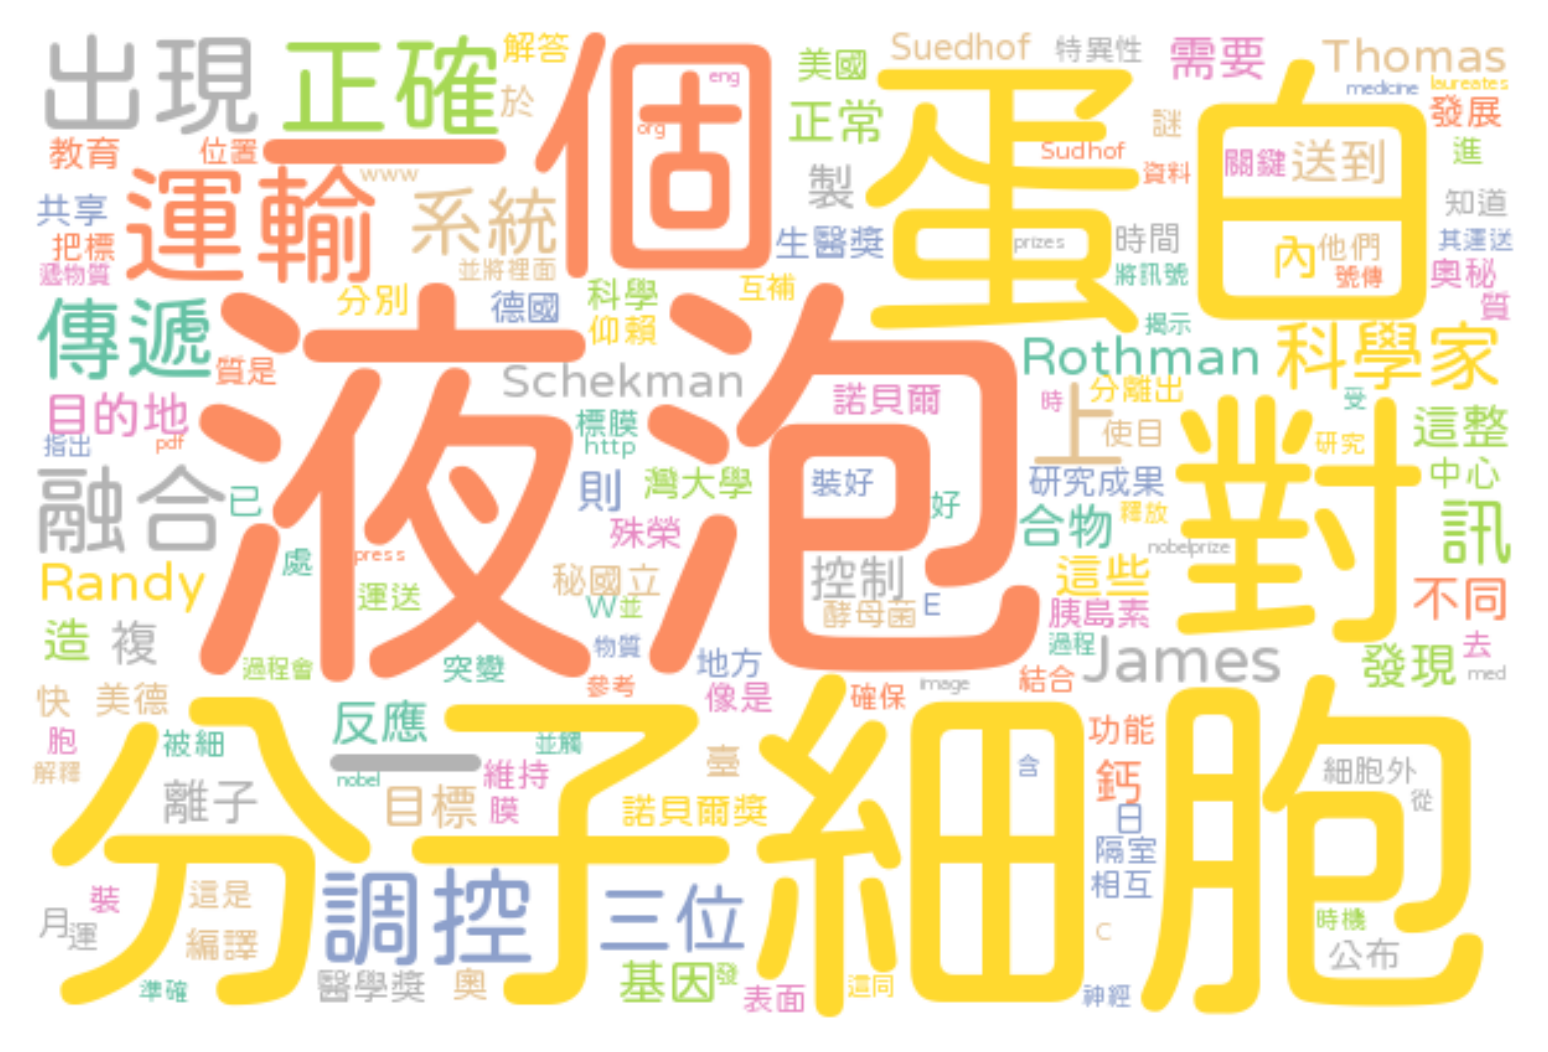 出現
正確
解答
個
eng
org
於
美國
Suedhof
特異性
需要
Thomas
medicine
laureates
正常
蛋白
謎
發展
教育
位置
一
www
Sudhof
資料
關鍵
送到
進
運輸
系統
製
共享
知道
把標
遞物質
並將裡面
生醫獎
prizes
時間
將訊號
內
他們
號傳
其運送
奧秘
質
傳遞
分別
德國
科學
仰賴
互補
揭示
質是
液泡
Schekman
Rothman
科學家
目的地
指出
pdf
標膜
http
諾貝爾
時
上
分離出
使目
受
對
研究
這整
中心
融合
已
則
灣大學
裝好
好
研究成果
合物
釋放
訊
殊榮
處
press
nobelprize
Randy
運送
秘國立
W並
控制
酵母菌
E
這些
胰島素
不同
造
複
過程會
突變
物質
地方
過程
James
發現
去
med
快
美德
參考
像是
確保
image
結合
胞
被細
解釋
反應
一
nobel
並觸
維持
臺
分子
細胞
含
功能
鈣
日
細胞外
從
離子
目標
膜
諾貝爾獎
隔室
相互
裝
這是
調控
三位
月
運
編譯
C
時機
公布
準確
醫學獎
奧
基因
發
表面
這同
神經